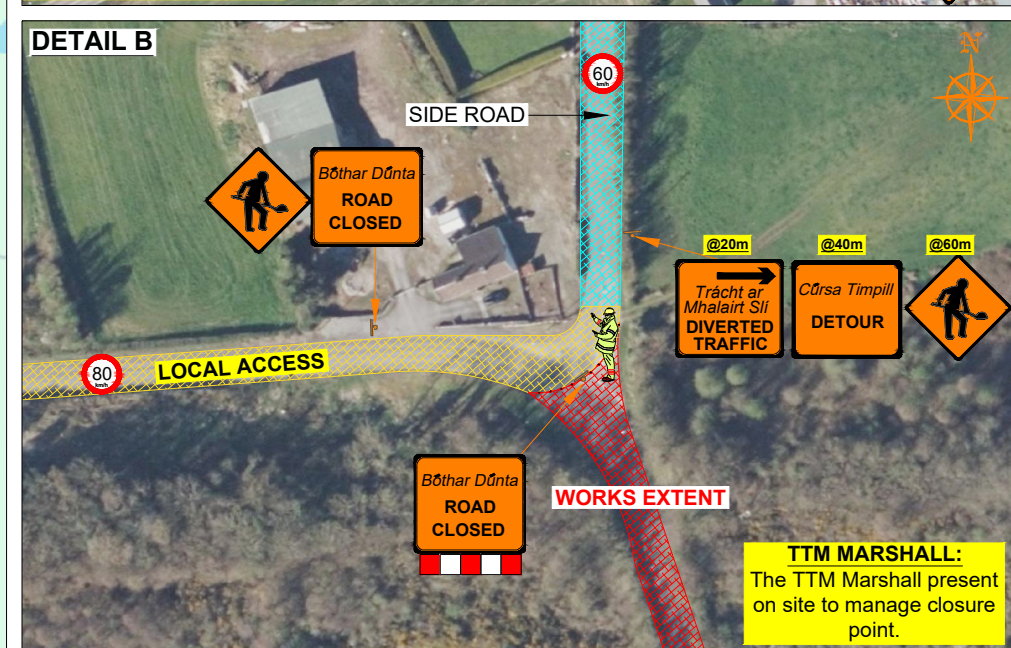 DETAIL B
N
60
km/h
SIDE ROAD
Bóthar Dúnta
ROAD
CLOSED
@20m
@40m
@60m
Trácht ar
Mhalairt Slí
DIVERTED
TRAFFIC
Cúrsa Timpill
DETOUR
80
km/h
LOCAL ACCESS
Bóthar Dúnta
ROAD
CLOSED
WORKS EXTENT
TTM MARSHALL:
The TTM Marshall present
on site to manage closure
point.